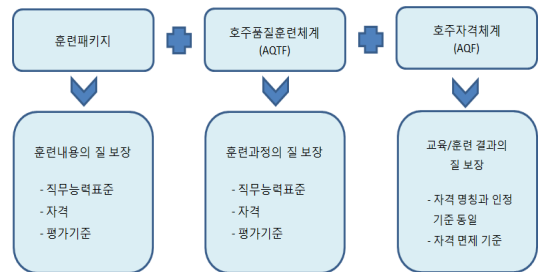 훈련패키지
호주품질훈련체계
(AQTF)
호주자격체계
(AQF)
훈련내용의 질 보장
- 직무능력표준
- 자격
- 평가기준
훈련과정의 질 보장
- 직무능력표준
- 자격
- 평가기준
교육/훈련 결과의
질 보장
- 자격 명칭과 인정
기준 동일
- 자격 면제 기준